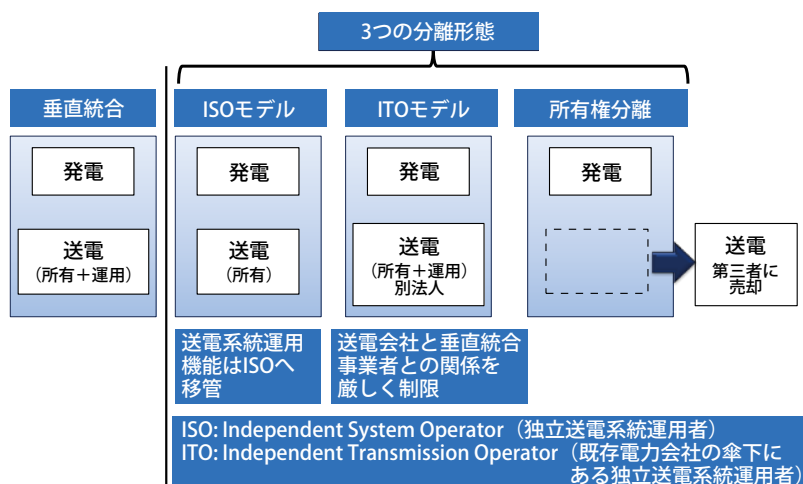 3つの分離形態
垂直統合
ISOモデル
ITOモデル
所有権分離
発電
発電
発電
発電
送電
（所有＋運用）
送電
（所有）
送電
（所有＋運用）
別法人
送電
第三者に
売却
送電系統運用
機能はISOへ
移管
送電会社と垂直統合
事業者との関係を
厳しく制限
ISO: Independent System Operator（独立送電系統運用者）
ITO: Independent Transmission Operator（既存電力会社の傘下に
ある独立送電系統運用者）